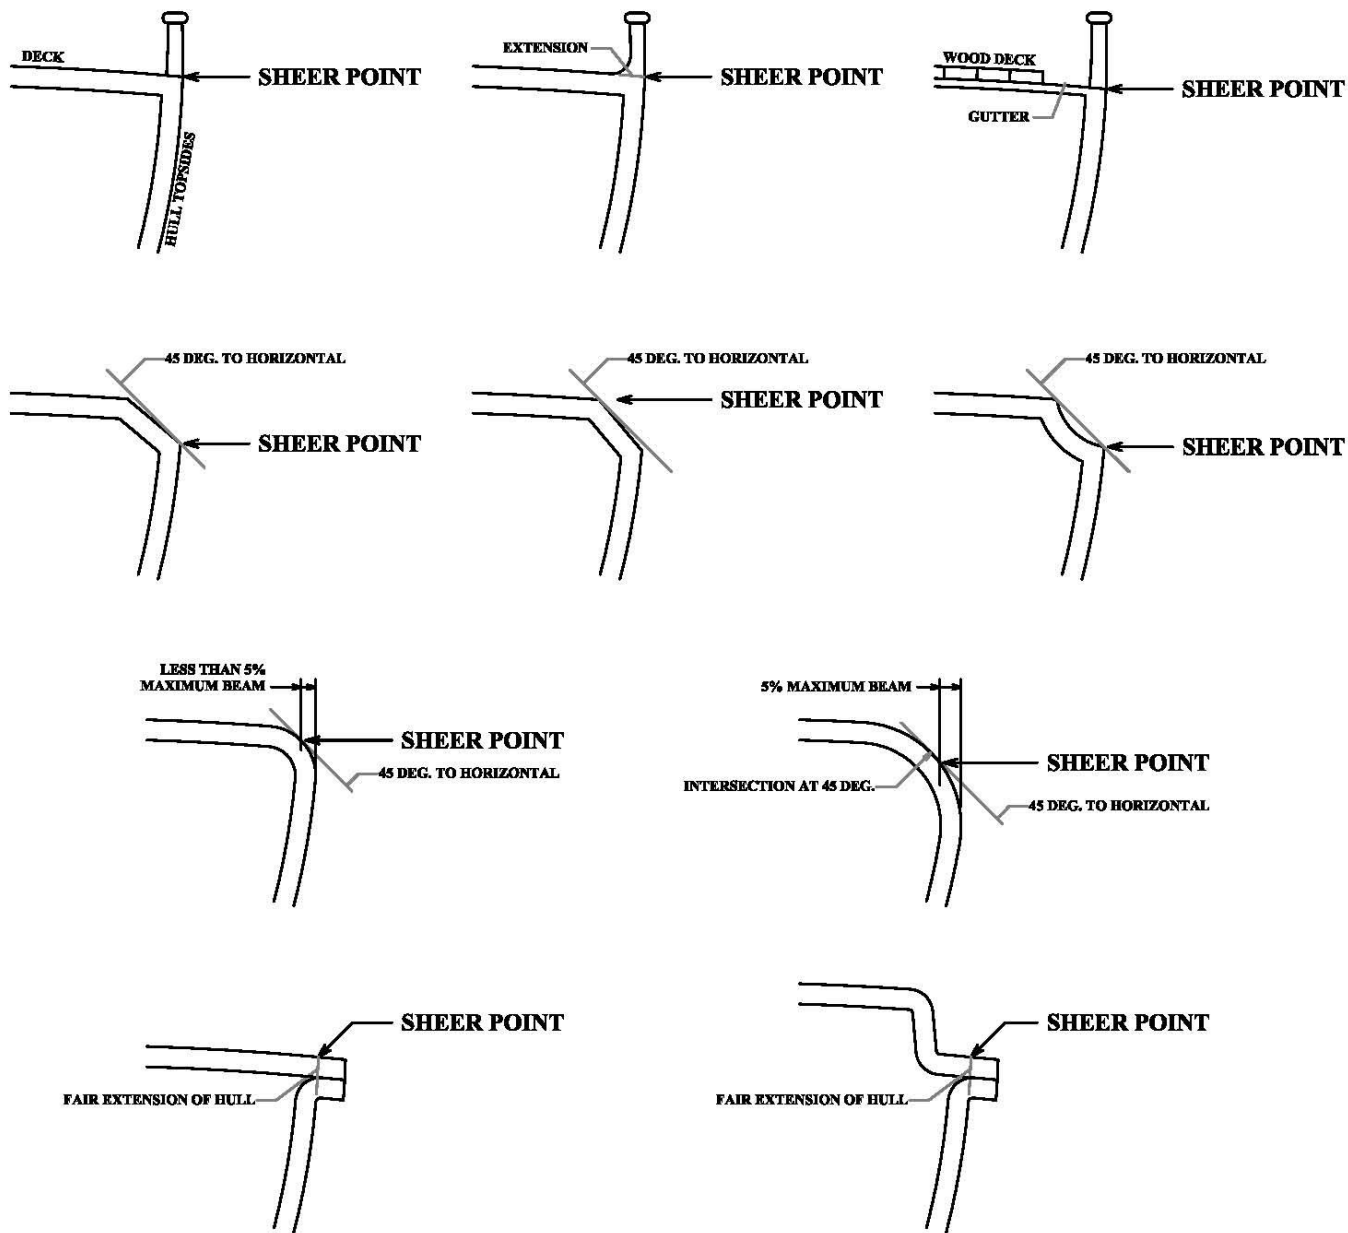 DECK
SHEER POINT
HULL TOPSIDES
EXTENSION
SHEER POINT
WOOD DECK
SHEER POINT
GUTTER
45 DEG. TO HORIZONTAL
SHEER POINT
45 DEG. TO HORIZONTAL
SHEER POINT
45 DEG. TO HORIZONTAL
SHEER POINT
LESS THAN 5%
MAXIMUM BEAM
SHEER POINT
45 DEG. TO HORIZONTAL
5% MAXIMUM BEAM
SHEER POINT
INTERSECTION AT 45 DEG.
45 DEG. TO HORIZONTAL
SHEER POINT
FAIR EXTENSION OF HULL
SHEER POINT
FAIR EXTENSION OF HULL